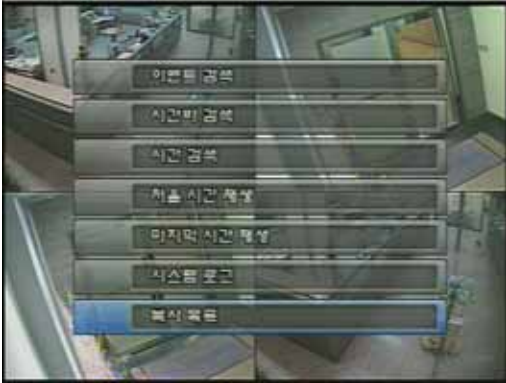 이벤트 검색
시간바 검색
시간 검색
처음 시간 재생
마지막 시간 재생
시스템 로그
복사 목록